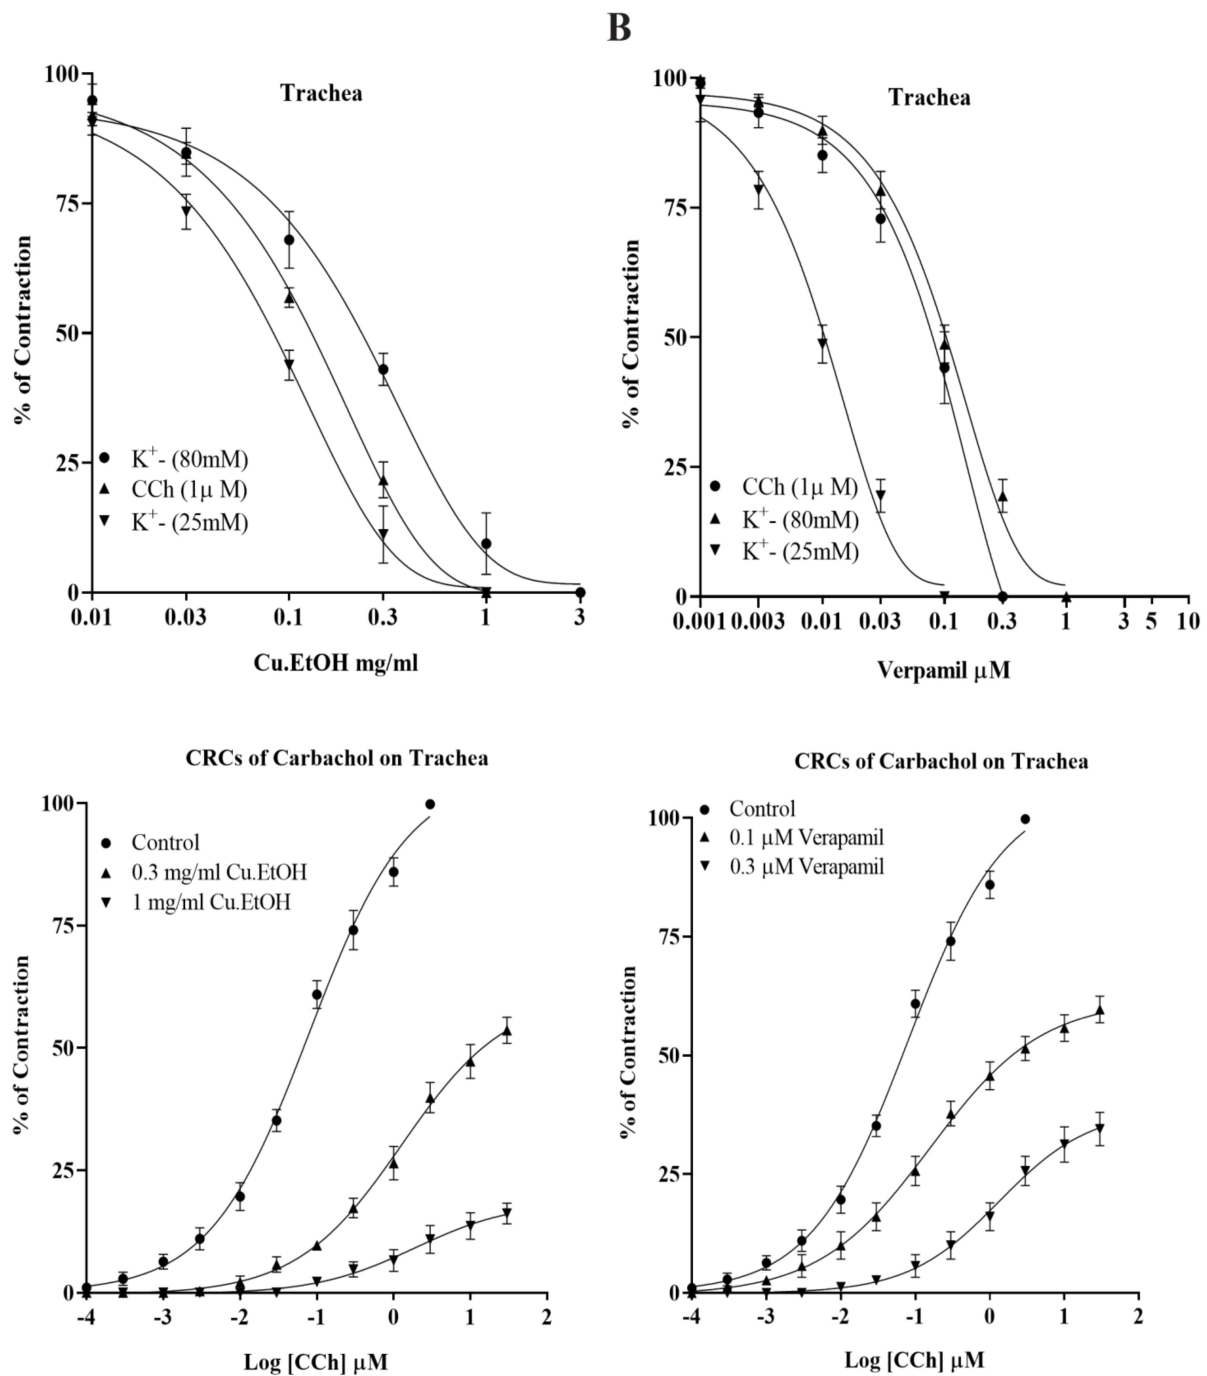 B
Trachea
% of Contraction
100
75
50
25
0
K+- (80mM)
CCh (1μ M)
K+- (25mM)
0.01 0.03 0.1 0.3 1 3
Cu.EtOH mg/ml
Trachea
% of Contraction
100
75
50
25
0
CCh (1μ M)
K+- (80mM)
K+- (25mM)
0.001 0.003 0.01 0.03 0.1 0.3 1 3 5 10
Verpamil μM
CRCs of Carbachol on Trachea
% of Contraction
100
75
50
25
0
Control
0.3 mg/ml Cu.EtOH
1 mg/ml Cu.EtOH
-4 -3 -2 -1 0 1 2
Log [CCh] μM
CRCs of Carbachol on Trachea
% of Contraction
100
75
50
25
0
Control
0.1 μM Verapamil
0.3 μM Verapamil
-4 -3 -2 -1 0 1 2
Log [CCh] μM